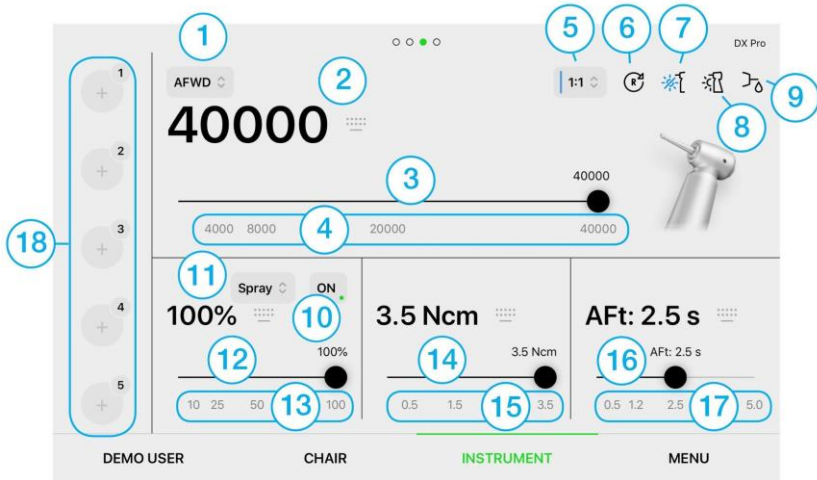 1 5 6 7
DX Pro
1
AFWD 2 1:1 R 9
40000 8
2
3 40000
3 4000 8000 4 20000 40000
18
11 Spray ON
4 100% 10 3.5 Ncm AFt: 2.5 s
12 100% 14 3.5 Ncm 16 AFt: 2.5 s
5 10 25 50 13 100 0.5 1.5 15 3.5 0.5 1.2 2.5 17 5.0
DEMO USER CHAIR INSTRUMENT MENU